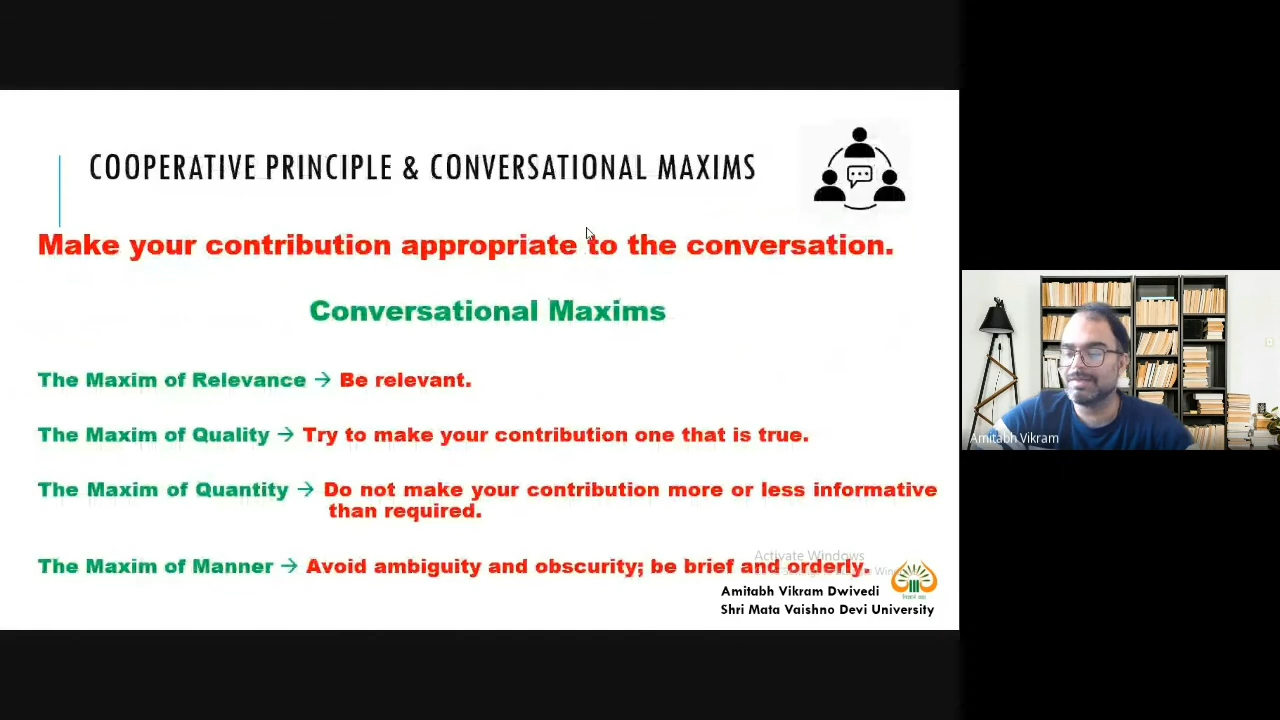 COOPERATIVE PRINCIPLE & CONVERSATIONAL MAXIMS
Make your contribution appropriate to the conversation.
Conversational Maxims
The Maxim of Relevance → Be relevant.
The Maxim of Quality → Try to make your contribution one that is true.
The Maxim of Quantity → Do not make your contribution more or less informative
than required.
The Maxim of Manner → Avoid ambiguity and obscurity; be brief and orderly.
Activate Windows
Amitabh Vikram Dwivedi
Shri Mata Vaishno Devi University
Amitabh Vikram